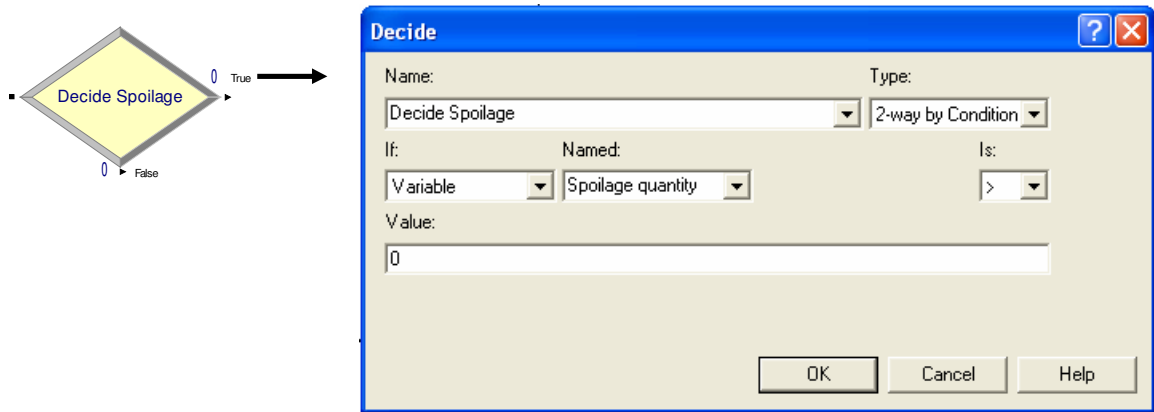 Decide Spoilage
0 True
0 False
Decide
Name: Type:
Decide Spoilage 2-way by Condition
If: Named: Is:
Variable Spoilage quantity >
Value:
0
OK Cancel Help